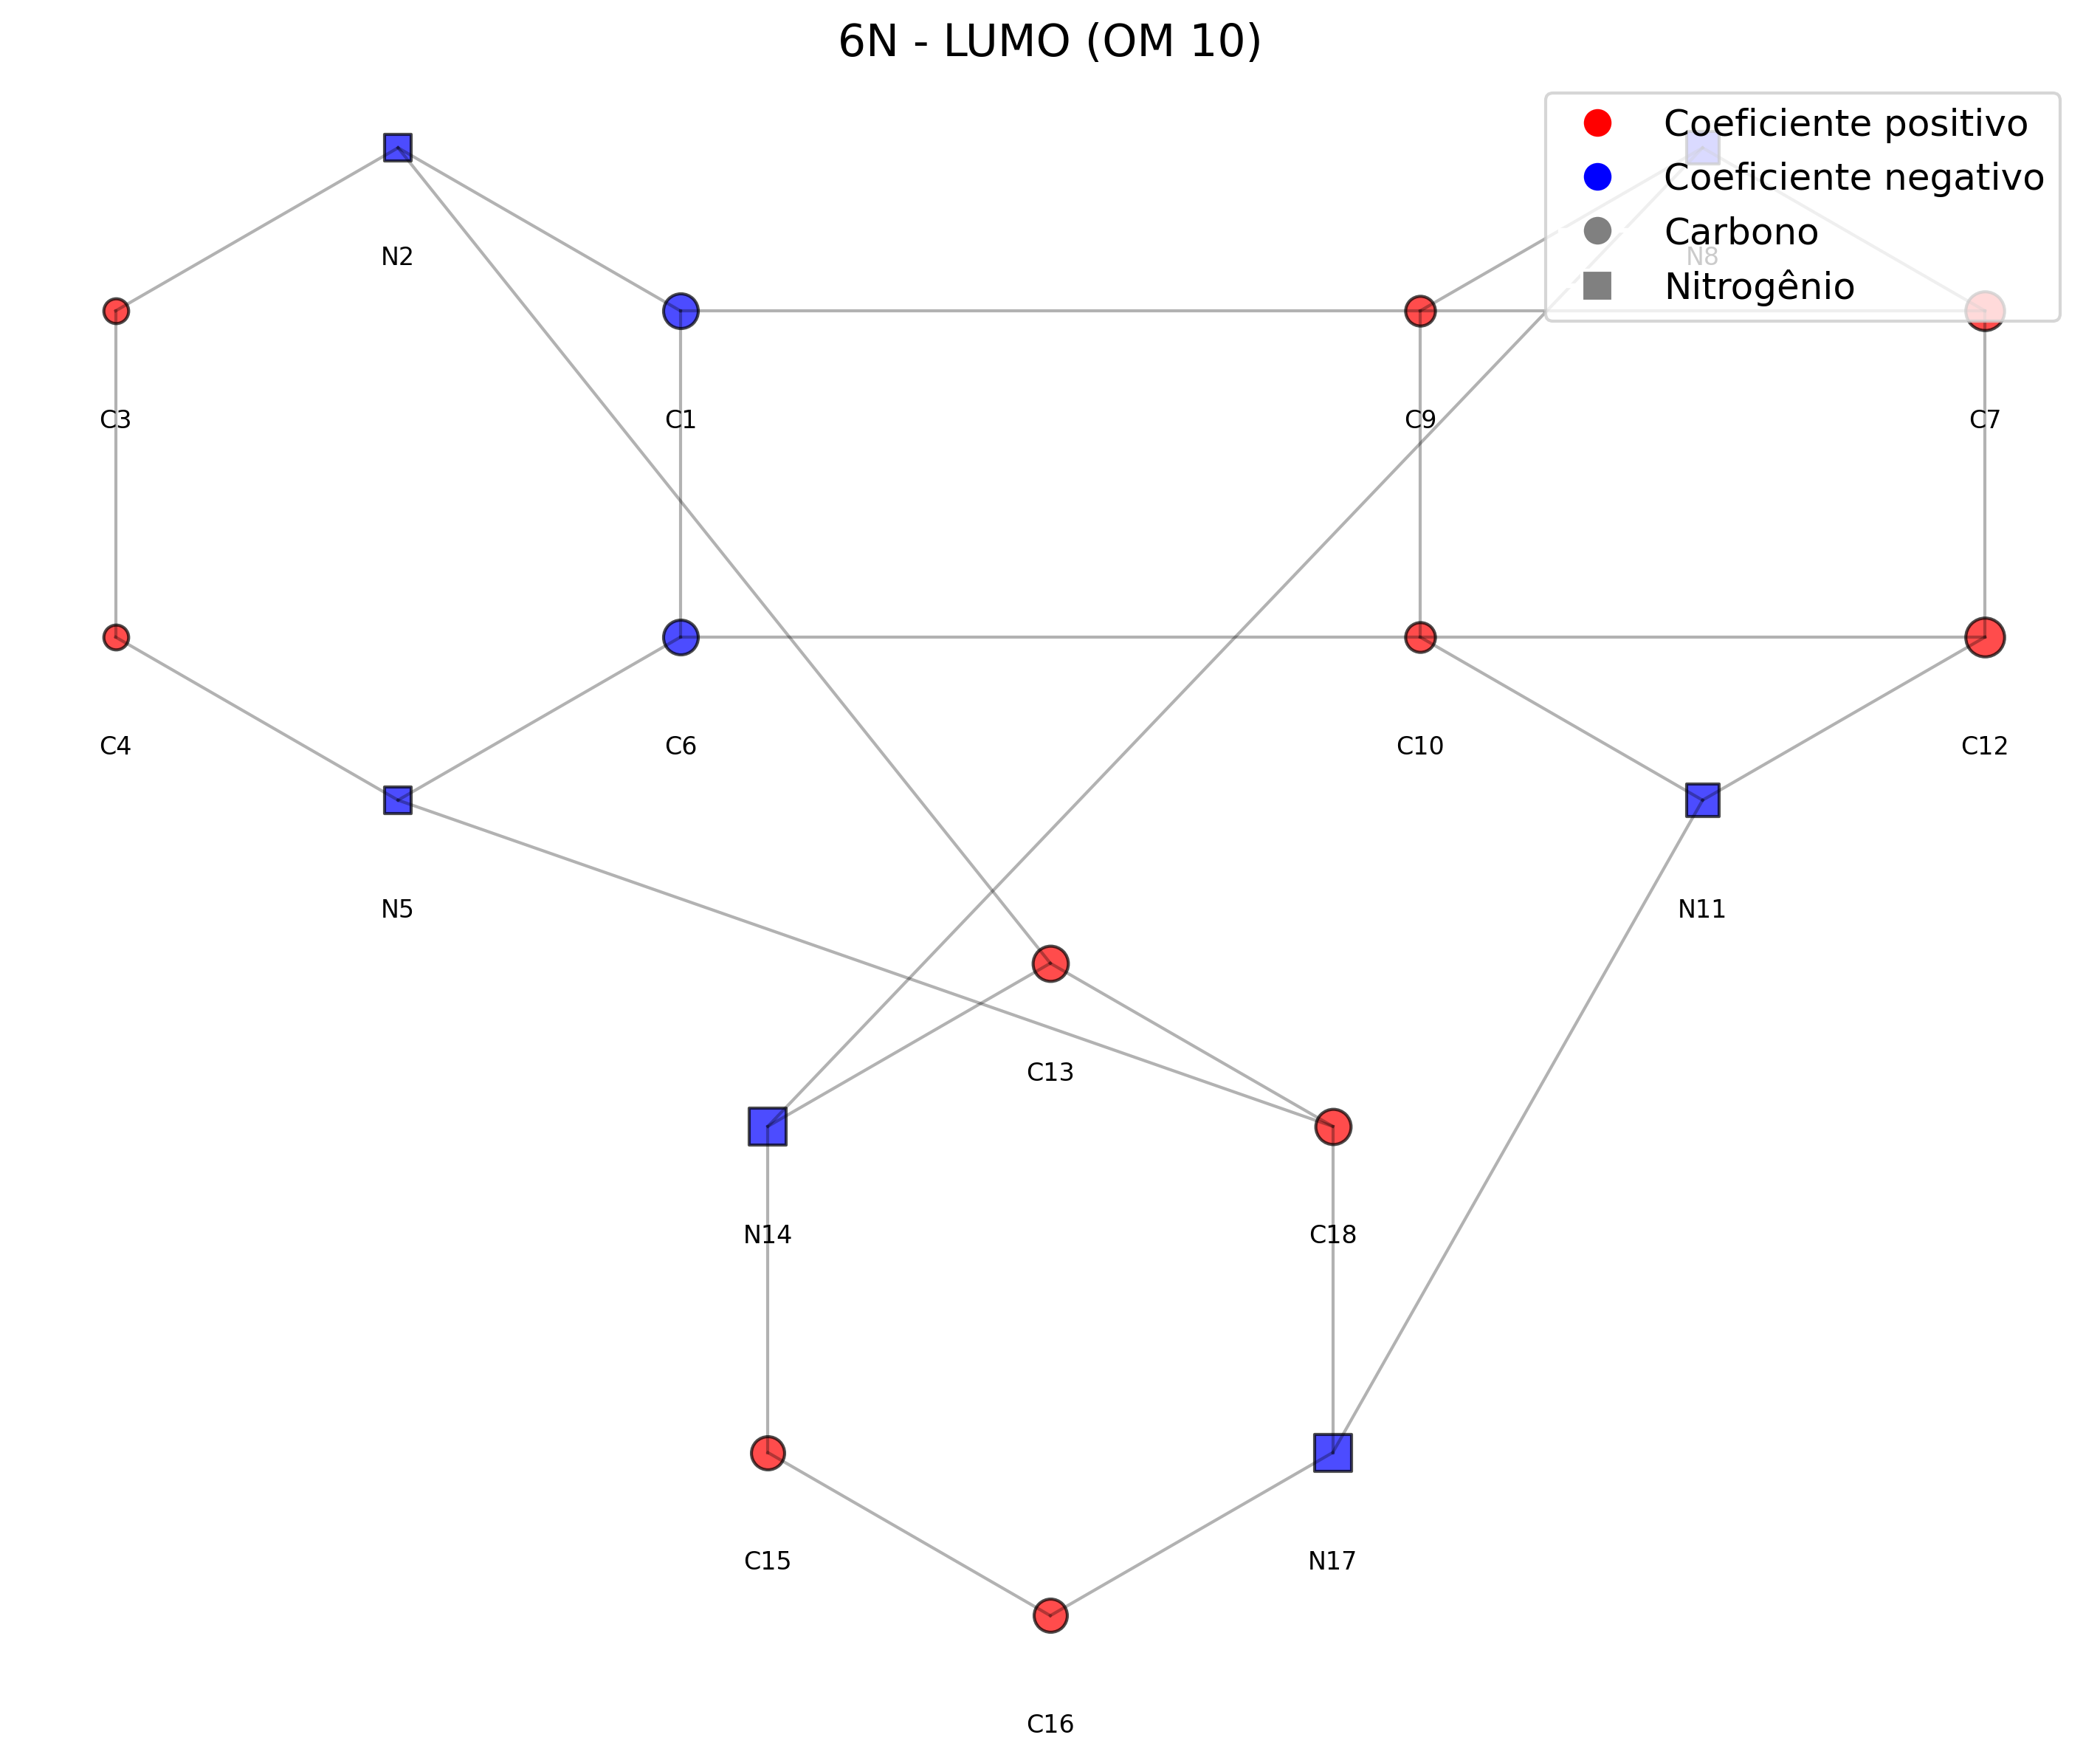 6N - LUMO (OM 10)
Coeficiente positivo
Coeficiente negativo
Carbono
Nitrogênio
N2
N8
C3
C1
C9
C7
C4
C6
C10
C12
N5
N11
C13
N14
C18
C15
N17
C16